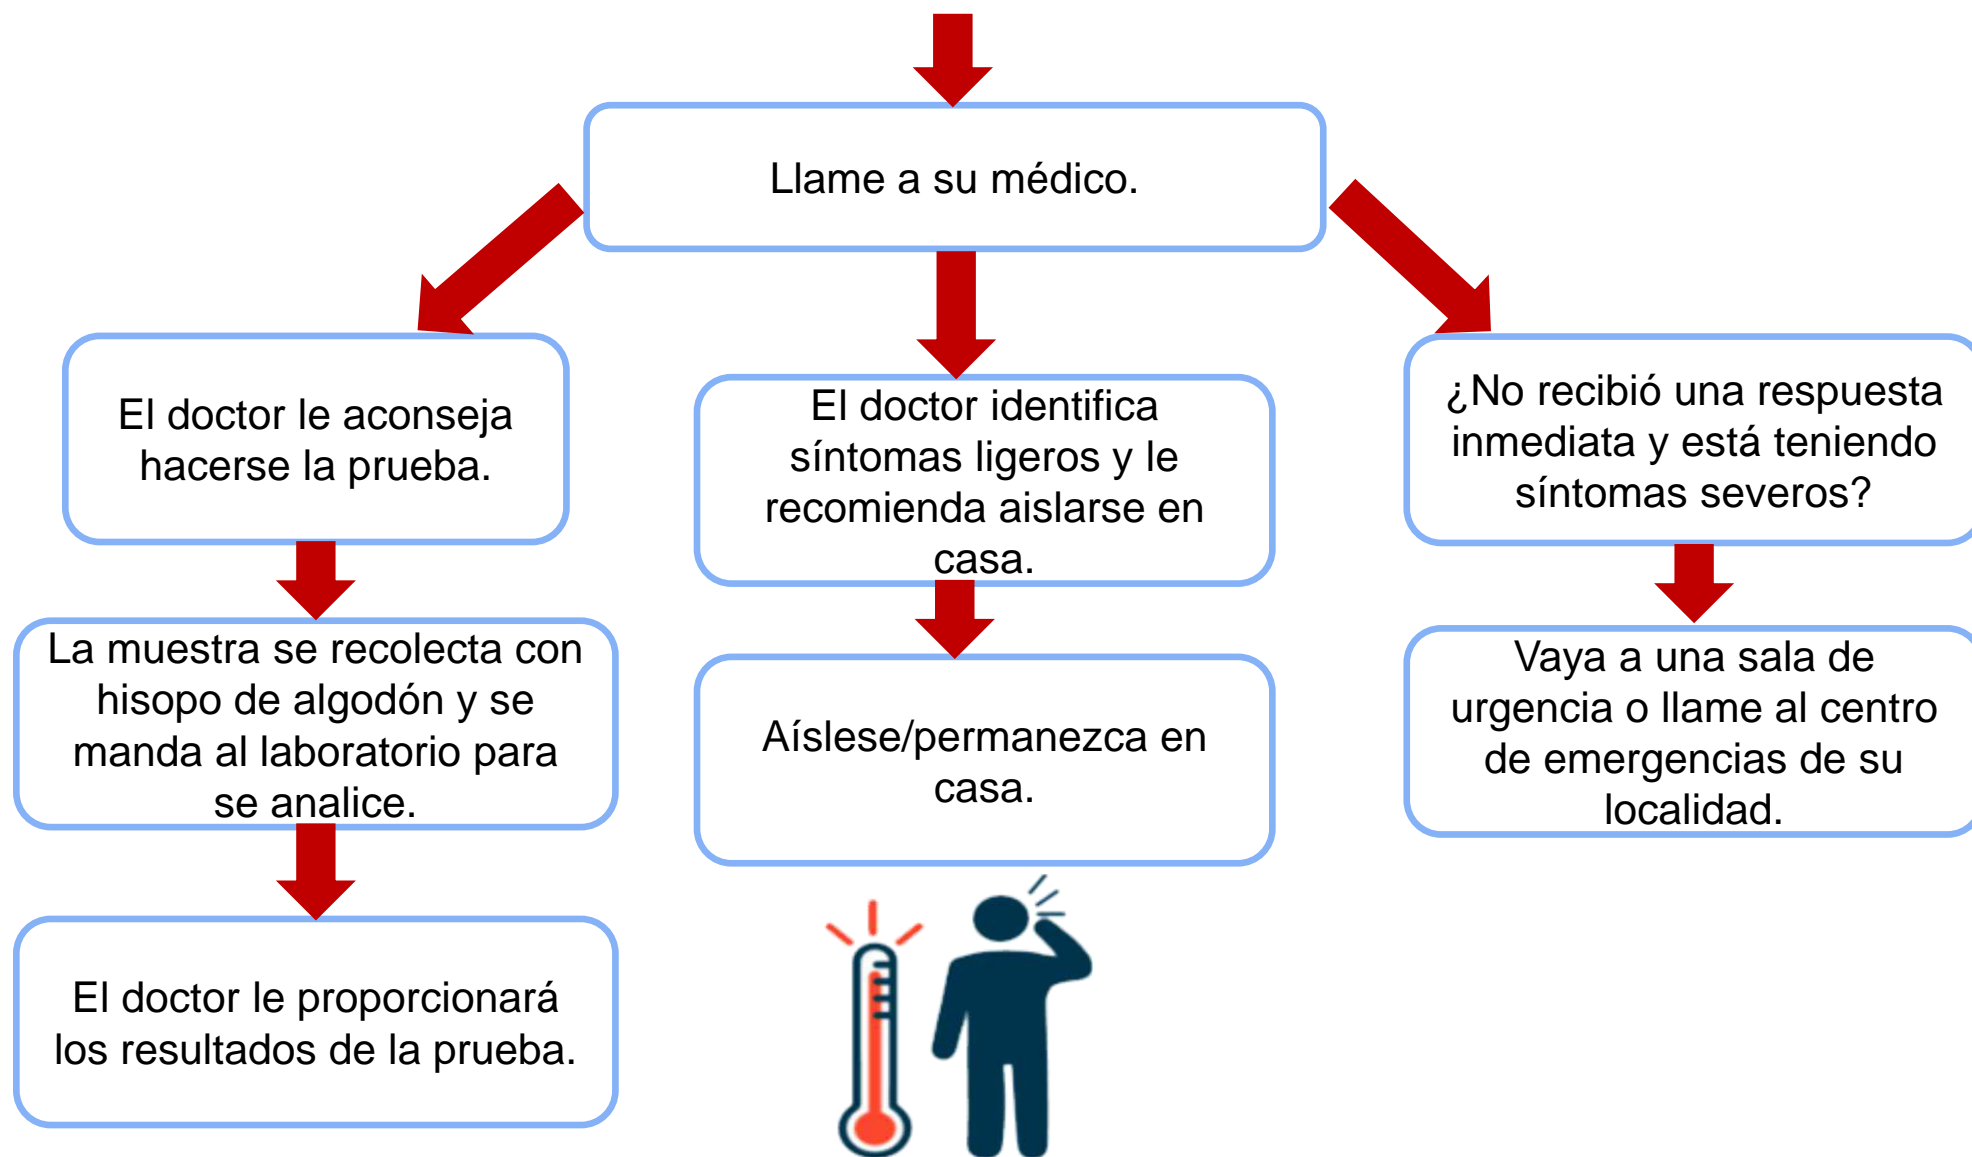 Llame a su médico.
El doctor le aconseja
hacerse la prueba.
La muestra se recolecta con
hisopo de algodón y se
manda al laboratorio para
se analice.
El doctor le proporcionará
los resultados de la prueba.
El doctor identifica
síntomas ligeros y le
recomienda aislarse en
casa.
Aíslese/permanezca en
casa.
¿No recibió una respuesta
inmediata y está teniendo
síntomas severos?
Vaya a una sala de
urgencia o llame al centro
de emergencias de su
localidad.